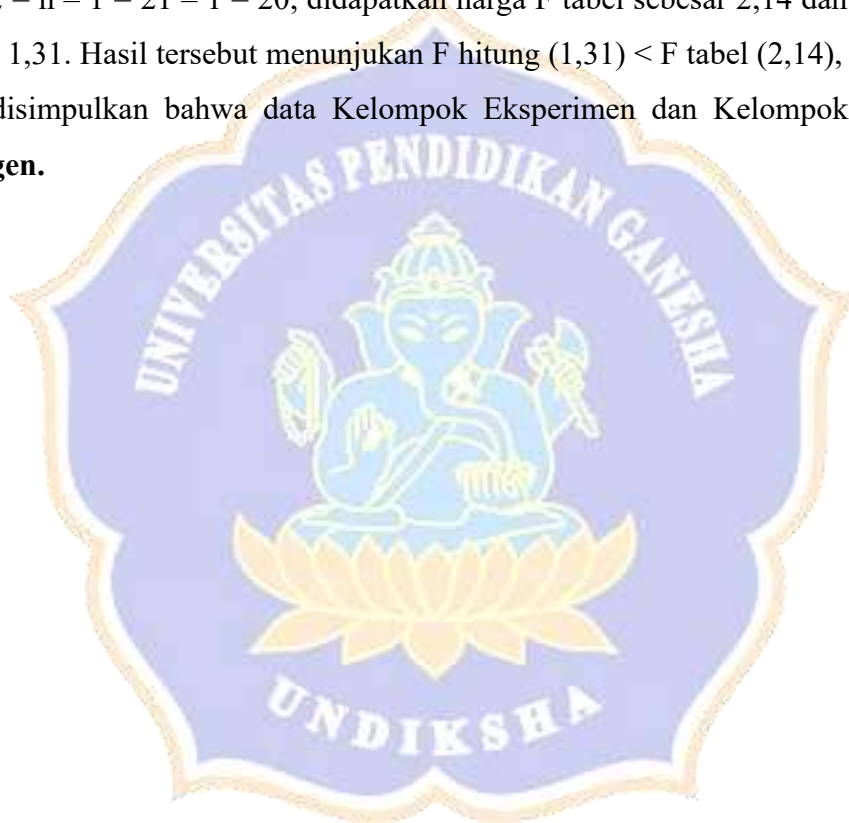 – n – 1 – 21 – 1 – 20, didapatkan harga F tabel sebesar 2,14 dan
1,31. Hasil tersebut menunjukan F hitung (1,31) < F tabel (2,14),
disimpulkan bahwa data Kelompok Eksperimen dan Kelompok
gen.
UNIVERSITAS PENDIDIKAN GANESHA
UNDIKSHA